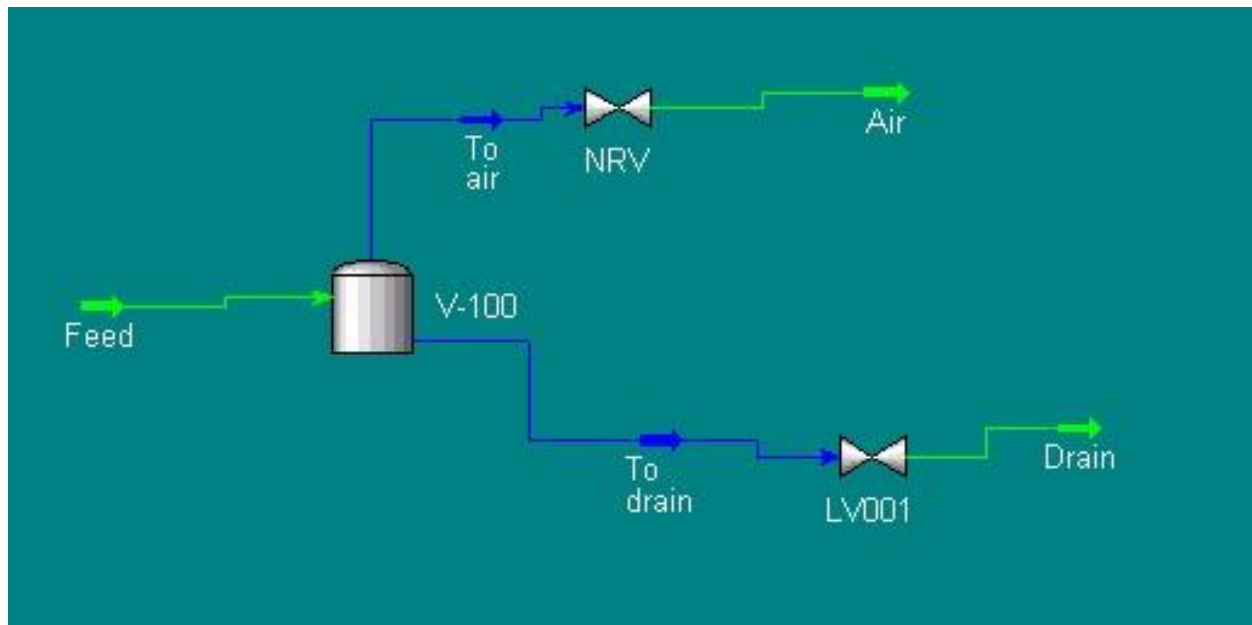 To
air
NRV
Air
Feed
V-100
To
drain
LV001
Drain